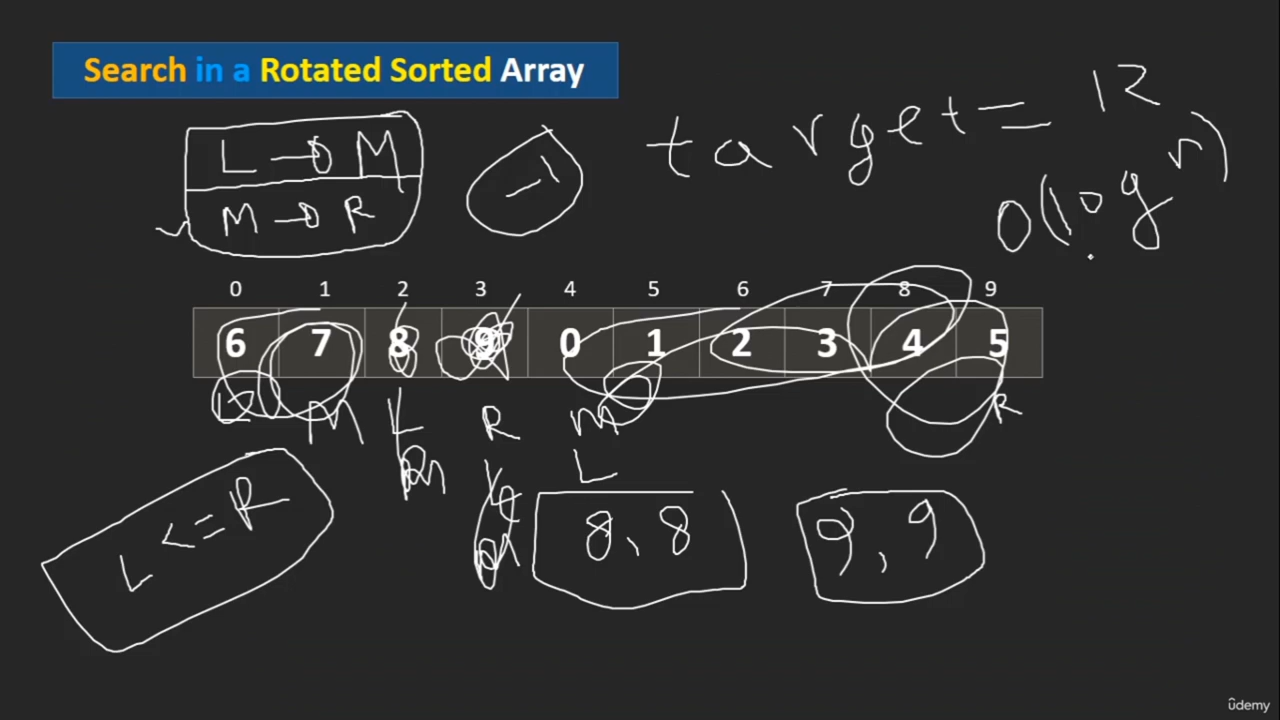 Search in a Rotated Sorted Array
target = 12
L → M
-1
M → R
O(log n)
0 1 2 3 4 5 6 7 8 9
6 7 8 9 0 1 2 3 4 5
L M L R M R
L
L <= R
8, 8
9, 9
ûdemy